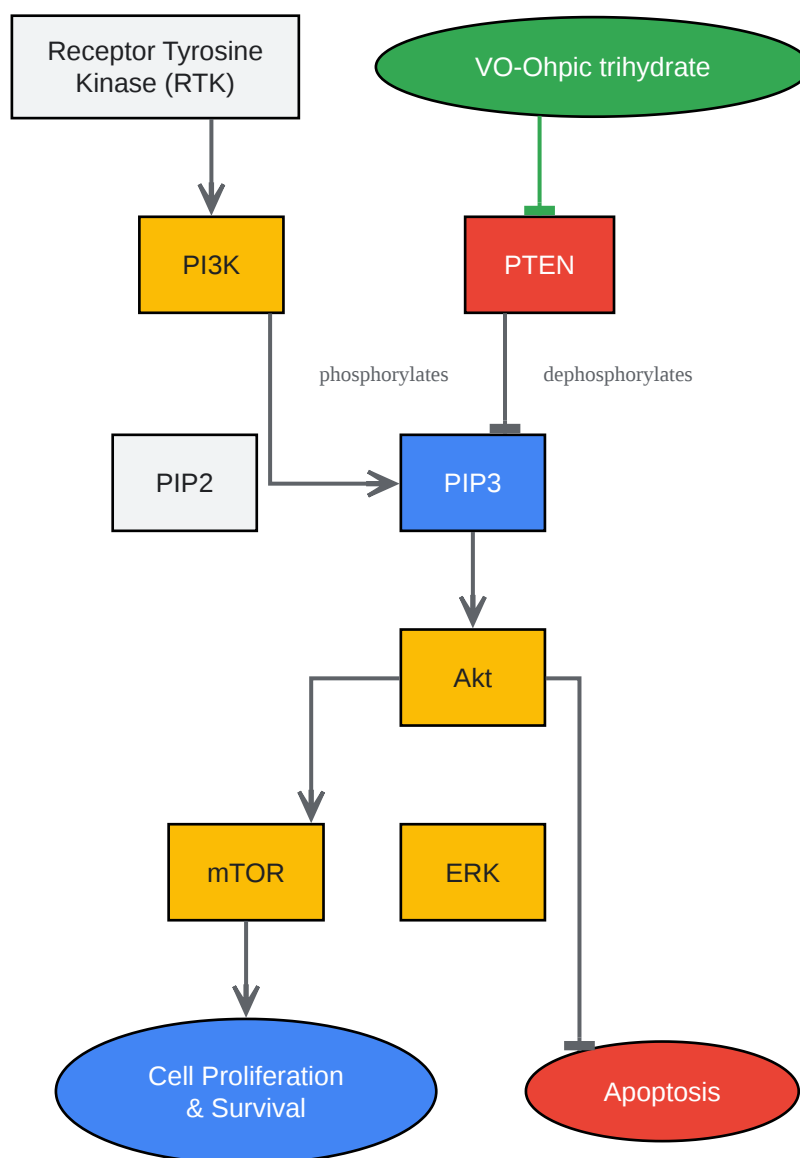 Receptor Tyrosine
Kinase (RTK)
VO-Ohpic trihydrate
PI3K
PTEN
phosphorylates
dephosphorylates
PIP2
PIP3
Akt
mTOR
ERK
Cell Proliferation
& Survival
Apoptosis